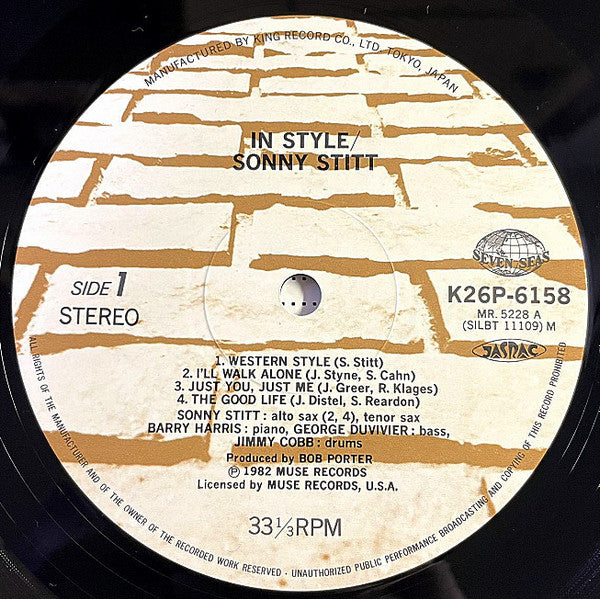 MANUFACTURED BY KING RECORD CO., LTD, TOKYO, JAPAN
IN STYLE/
SONNY STITT
SEVEN SEAS
SIDE 1
STEREO
K26P-6158
MR. 5228 A
(SILBT 11109) M
JASRAC
1. WESTERN STYLE (S. Stitt)
2. I'LL WALK ALONE (J. Styne, S. Cahn)
3. JUST YOU, JUST ME (J. Greer, R. Klages)
4. THE GOOD LIFE (J. Distel, S. Reardon)
SONNY STITT : alto sax (2, 4), tenor sax
BARRY HARRIS : piano, GEORGE DUVIVIER : bass,
JIMMY COBB : drums
Produced by BOB PORTER
Ⓟ 1982 MUSE RECORDS
Licensed by MUSE RECORDS, U.S.A.
33⅓RPM
ALL RIGHTS OF THE MANUFACTURER AND OF THE OWNER OF THE RECORDED WORK RESERVED - UNAUTHORIZED PUBLIC PERFORMANCE BROADCASTING AND COPYING OF THIS RECORD PROHIBITED